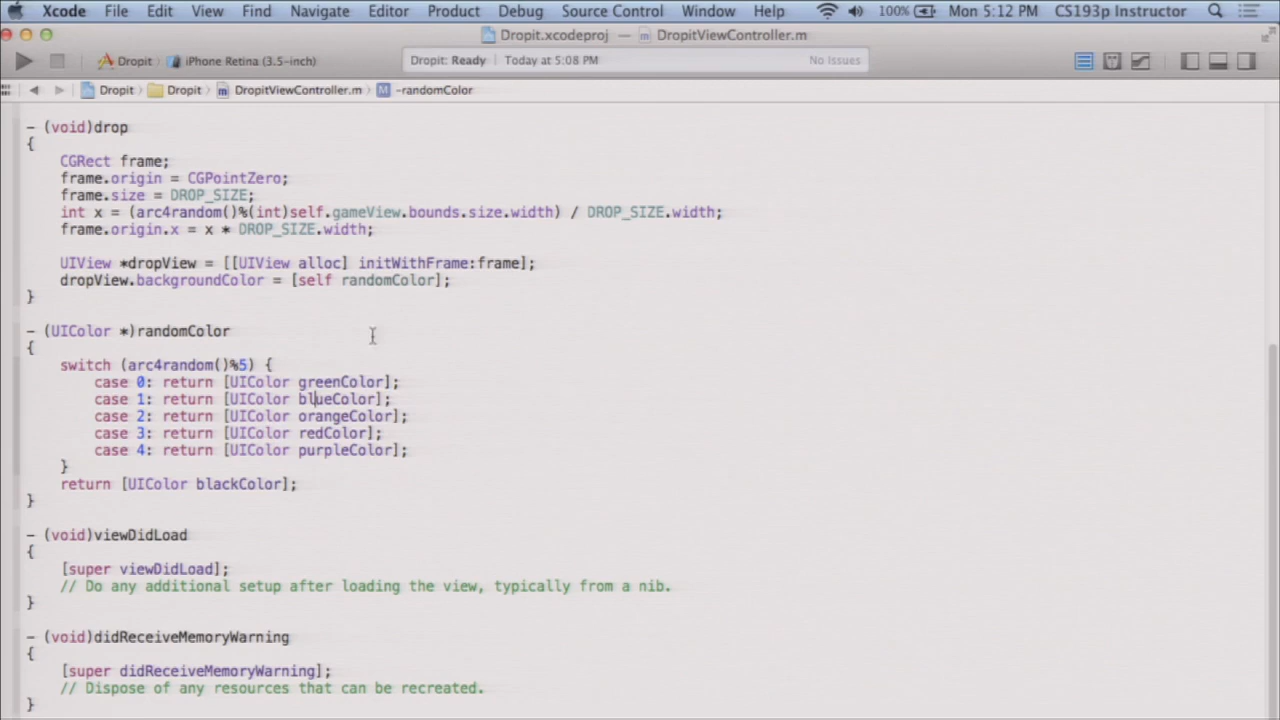 Xcode File Edit View Find Navigate Editor Product Debug Source Control Window Help 100% Mon 5:12 PM CS193p Instructor
Dropit.xcodeproj — DropitViewController.m
Dropit › iPhone Retina (3.5-inch) Dropit: Ready Today at 5:08 PM No Issues
Dropit › Dropit › DropitViewController.m › M -randomColor
- (void)drop
{
CGRect frame;
frame.origin = CGPointZero;
frame.size = DROP_SIZE;
int x = (arc4random()%(int)self.gameView.bounds.size.width) / DROP_SIZE.width;
frame.origin.x = x * DROP_SIZE.width;
UIView *dropView = [[UIView alloc] initWithFrame:frame];
dropView.backgroundColor = [self randomColor];
}
- (UIColor *)randomColor
{
switch (arc4random()%5) {
case 0: return [UIColor greenColor];
case 1: return [UIColor blueColor];
case 2: return [UIColor orangeColor];
case 3: return [UIColor redColor];
case 4: return [UIColor purpleColor];
}
return [UIColor blackColor];
}
- (void)viewDidLoad
{
[super viewDidLoad];
// Do any additional setup after loading the view, typically from a nib.
}
- (void)didReceiveMemoryWarning
{
[super didReceiveMemoryWarning];
// Dispose of any resources that can be recreated.
}